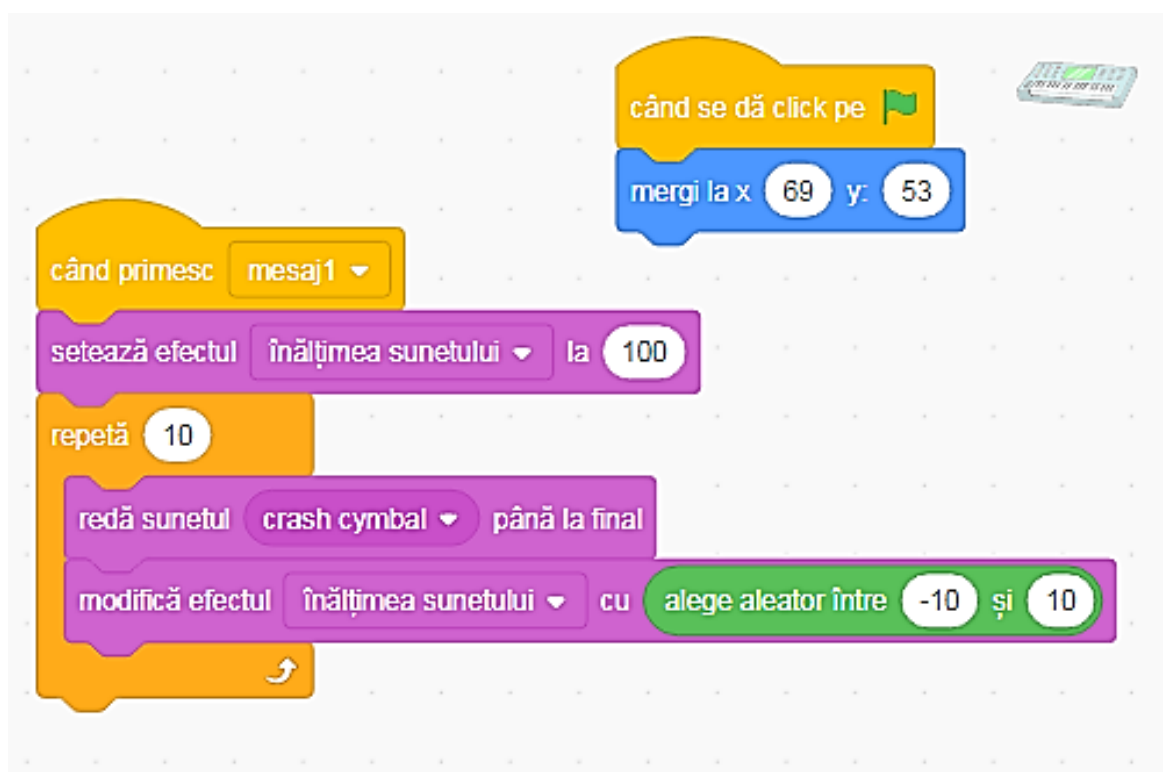 când se dă click pe
mergi la x 69 y: 53
când primesc mesaj1
setează efectul înălțimea sunetului la 100
repetă 10
redă sunetul crash cymbal până la final
modifică efectul înălțimea sunetului cu alege aleator între -10 și 10